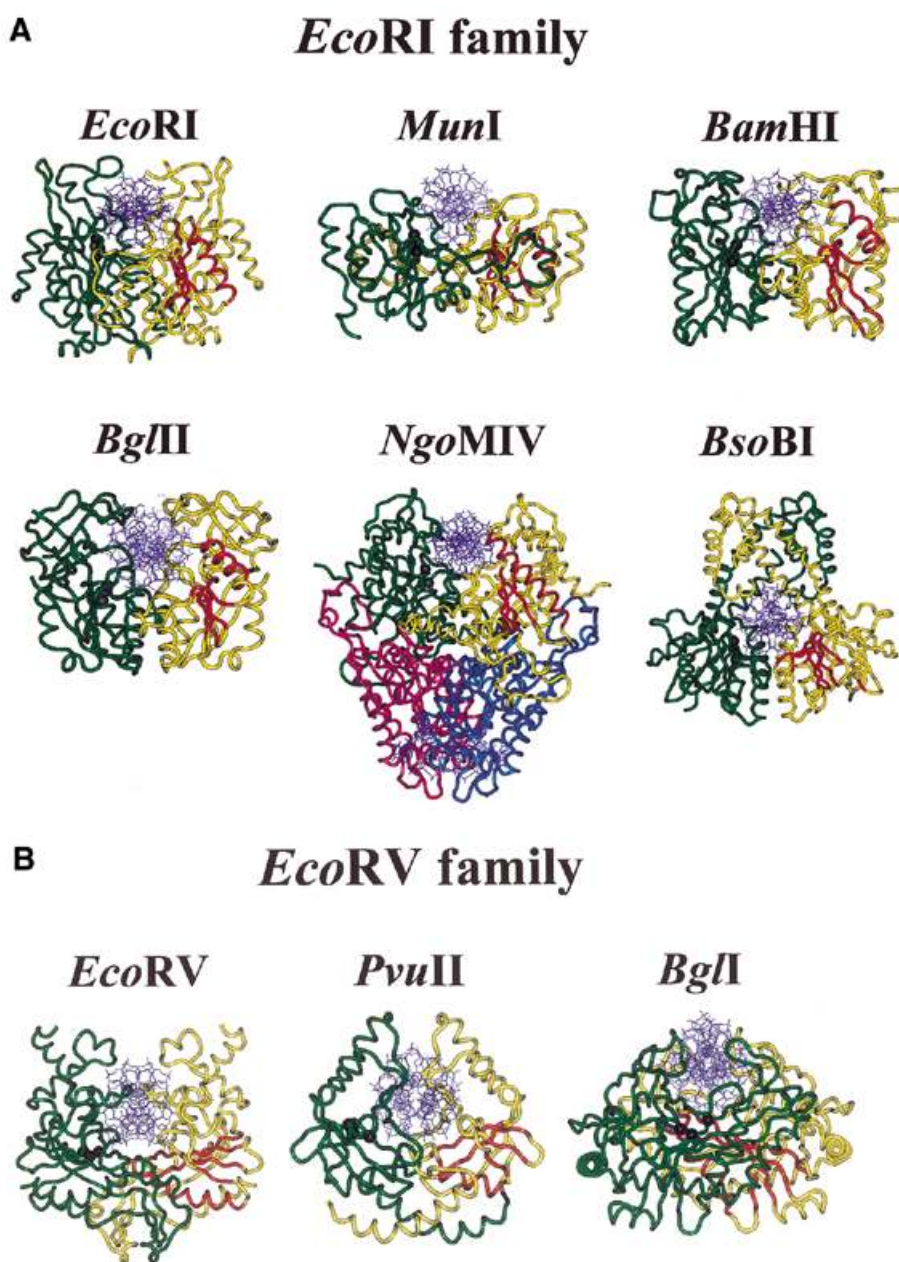 A
EcoRI family
EcoRI MunI BamHI
BglII NgoMIV BsoBI
B
EcoRV family
EcoRV PvuII BglI